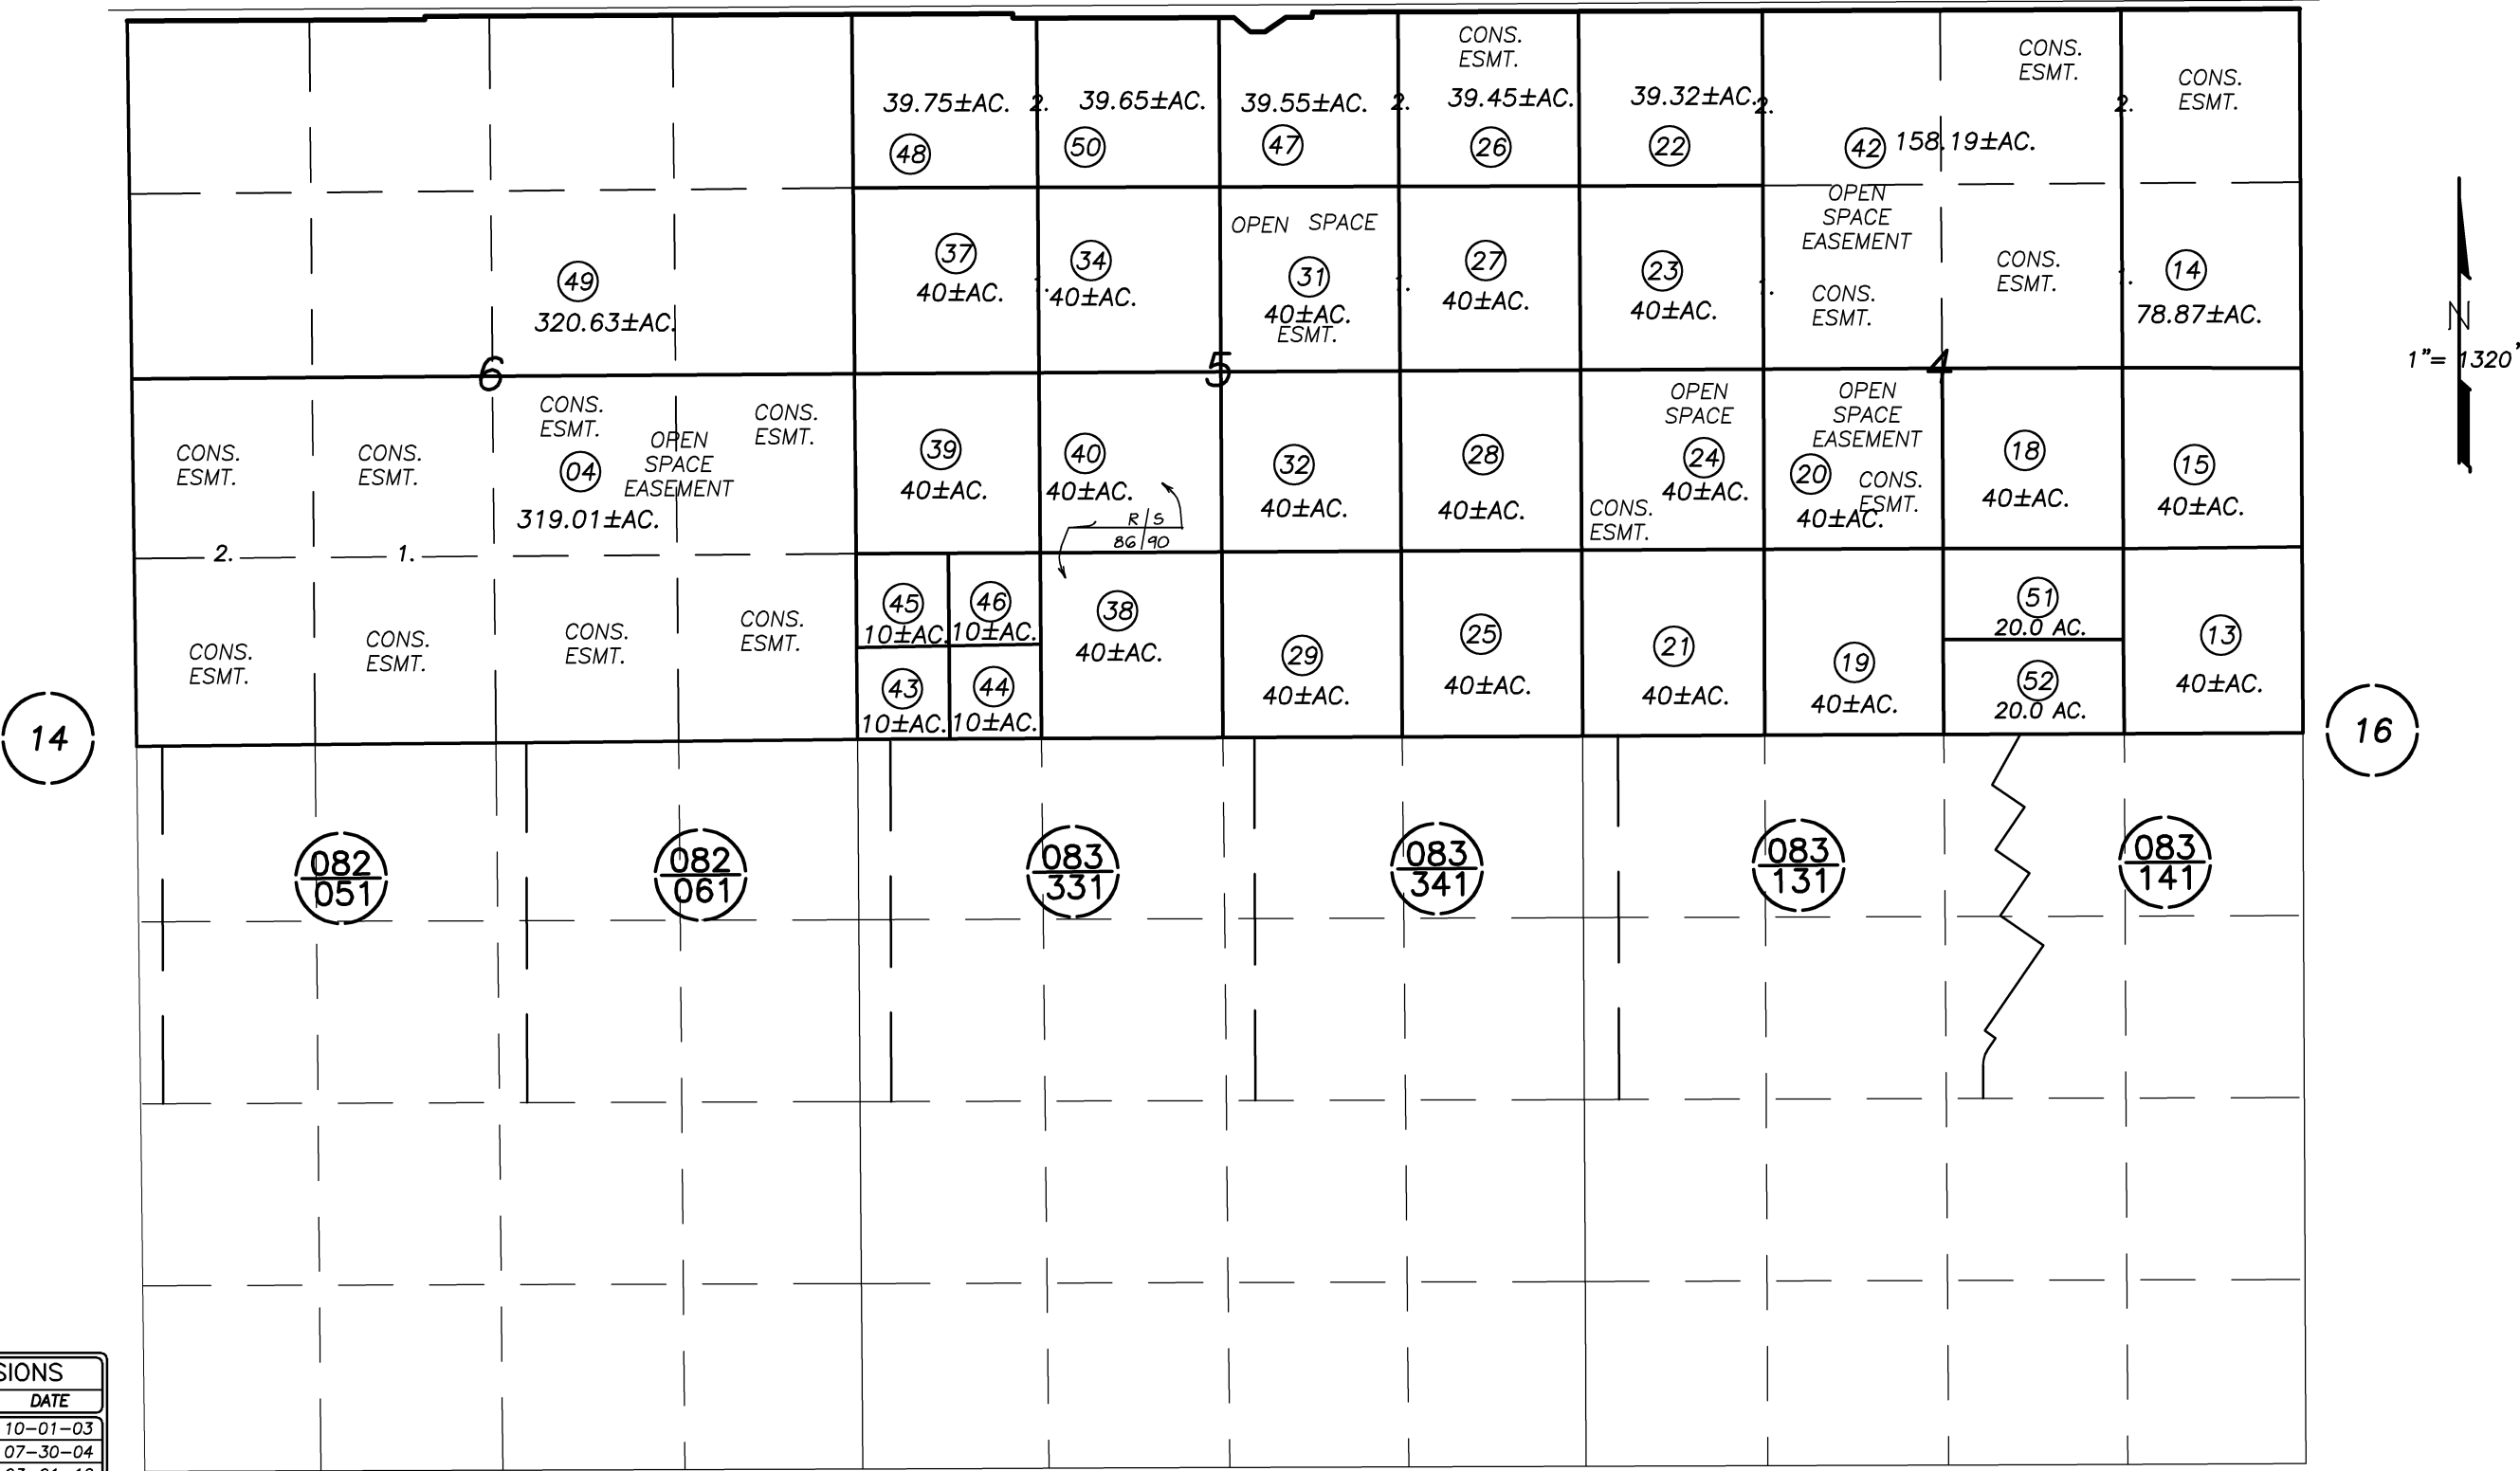 CONS.
ESMT.
CONS.
ESMT.
CONS.
ESMT.
39.75±AC.
2.
39.65±AC.
39.55±AC.
2.
39.45±AC.
39.32±AC.
2.
2.
48
50
47
26
22
42
158.19±AC.
OPEN
SPACE
EASEMENT
OPEN SPACE
49
320.63±AC.
37
40±AC.
1.
34
40±AC.
31
40±AC.
ESMT.
1.
27
40±AC.
23
40±AC.
1.
CONS.
ESMT.
CONS.
ESMT.
1.
14
78.87±AC.
N
1"= 1320'
6
5
4
CONS.
ESMT.
CONS.
ESMT.
CONS.
ESMT.
04
319.01±AC.
OPEN
SPACE
EASEMENT
CONS.
ESMT.
39
40±AC.
40
40±AC.
R/S
86/90
32
40±AC.
28
40±AC.
OPEN
SPACE
24
40±AC.
CONS.
ESMT.
OPEN
SPACE
EASEMENT
20
CONS.
ESMT.
40±AC.
18
40±AC.
15
40±AC.
2.
1.
CONS.
ESMT.
CONS.
ESMT.
CONS.
ESMT.
CONS.
ESMT.
45
10±AC.
46
10±AC.
43
10±AC.
44
10±AC.
38
40±AC.
29
40±AC.
25
40±AC.
21
40±AC.
19
40±AC.
51
20.0 AC.
52
20.0 AC.
13
40±AC.
14
16
082
051
082
061
083
331
083
341
083
131
083
141
SIONS
DATE
10-01-03
07-30-04